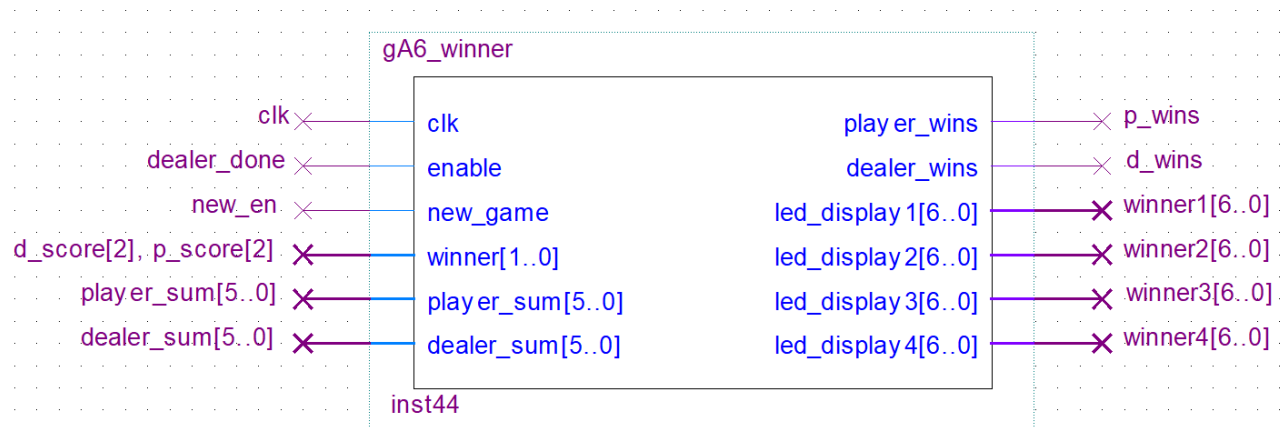 gA6_winner
clk clk player_wins p_wins
dealer_done enable dealer_wins d_wins
new_en new_game led_display1[6..0] winner1[6..0]
d_score[2], p_score[2] winner[1..0] led_display2[6..0] winner2[6..0]
player_sum[5..0] player_sum[5..0] led_display3[6..0] winner3[6..0]
dealer_sum[5..0] dealer_sum[5..0] led_display4[6..0] winner4[6..0]
inst44